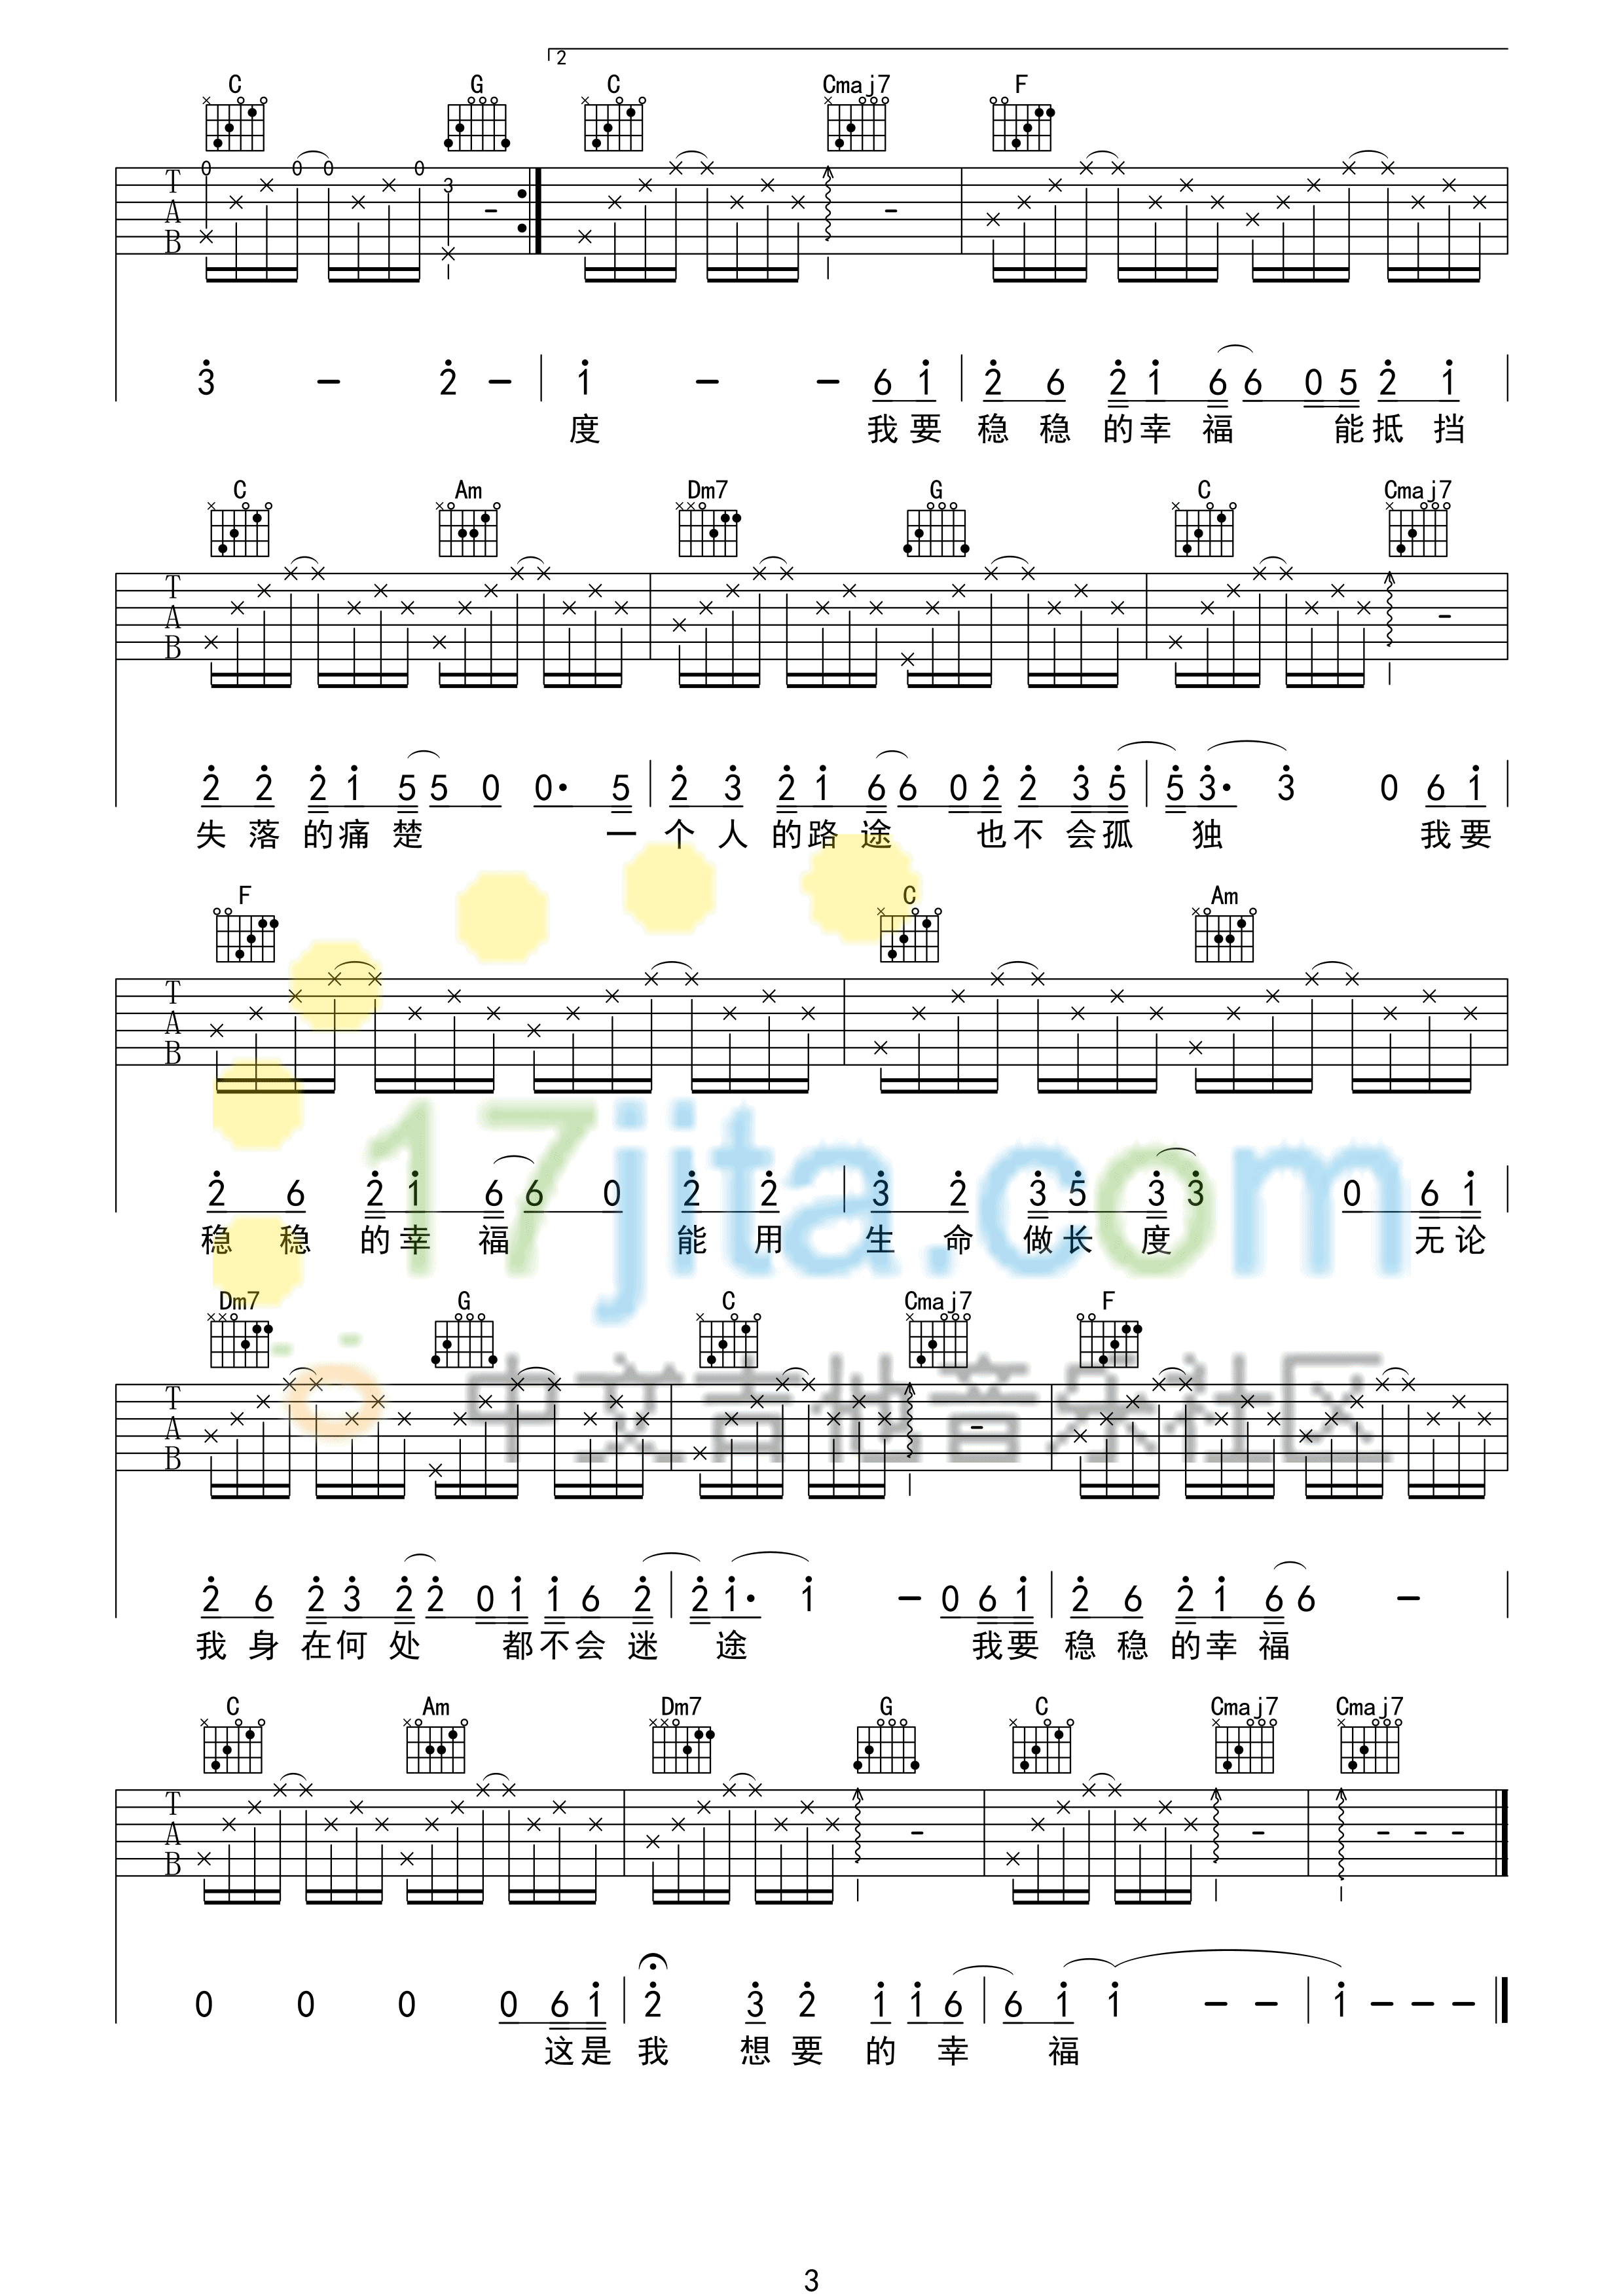 2
C G C Cmaj7 F
T A B
0 0 0 0 3
3 - 2 - 1 - - 6 1 2 6 2 1 6 6 0 5 2 1
度 我 要 稳 稳 的 幸 福 能 抵 挡
C Am Dm7 G C Cmaj7
T A B
2 2 2 1 5 5 0 0· 5 2 3 2 1 6 6 0 2 2 3 5 5 3· 3 0 6 1
失 落 的 痛 楚 一 个 人 的 路 途 也 不 会 孤 独 我 要
F C Am
T A B
2 6 2 1 6 6 0 2 2 3 2 3 5 3 3 0 6 1
稳 稳 的 幸 福 能 用 生 命 做 长 度 无 论
17jita.com
Dm7 G C Cmaj7 F
中文吉他音乐社区
T A B
2 6 2 3 2 2 0 1 1 6 2 2 1· 1 - 0 6 1 2 6 2 1 6 6 -
我 身 在 何 处 都 不 会 迷 途 我 要 稳 稳 的 幸 福
C Am Dm7 G C Cmaj7 Cmaj7
T A B
0 0 0 0 6 1 2 3 2 1 1 6 6 1 1 - - 1 - - -
这 是 我 想 要 的 幸 福
3